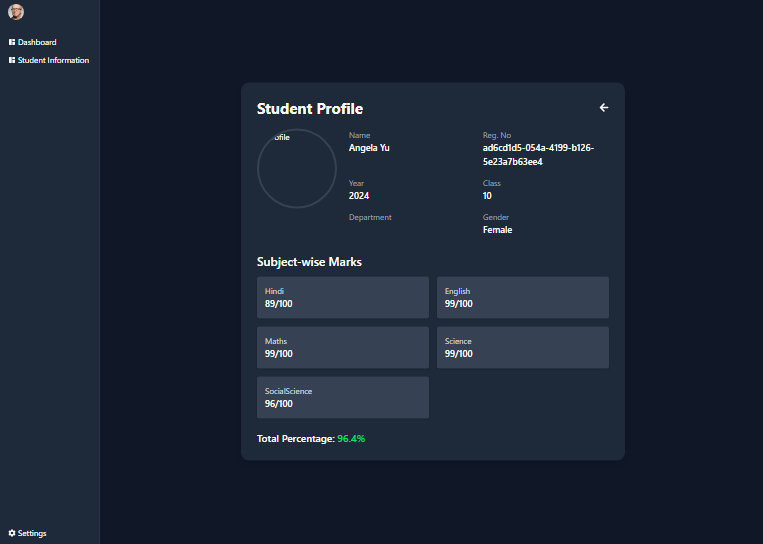 Dashboard
Student Information
Settings
Student Profile
ofile
Name
Angela Yu
Reg. No
ad6cd1d5-054a-4199-b126-
5e23a7b63ee4
Year
2024
Class
10
Department
Gender
Female
Subject-wise Marks
Hindi
89/100
English
99/100
Maths
99/100
Science
99/100
SocialScience
96/100
Total Percentage: 96.4%